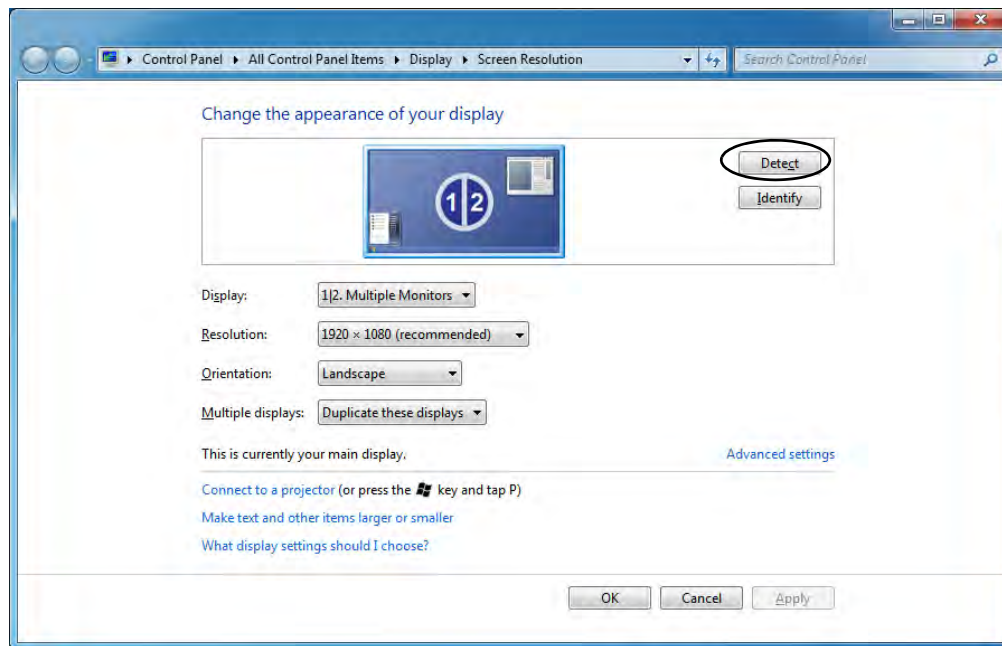 Control Panel ▸ All Control Panel Items ▸ Display ▸ Screen Resolution
Search Control Panel
Change the appearance of your display
1|2
Detect
Identify
Display: 1|2. Multiple Monitors
Resolution: 1920 × 1080 (recommended)
Orientation: Landscape
Multiple displays: Duplicate these displays
This is currently your main display. Advanced settings
Connect to a projector (or press the key and tap P)
Make text and other items larger or smaller
What display settings should I choose?
OK Cancel Apply